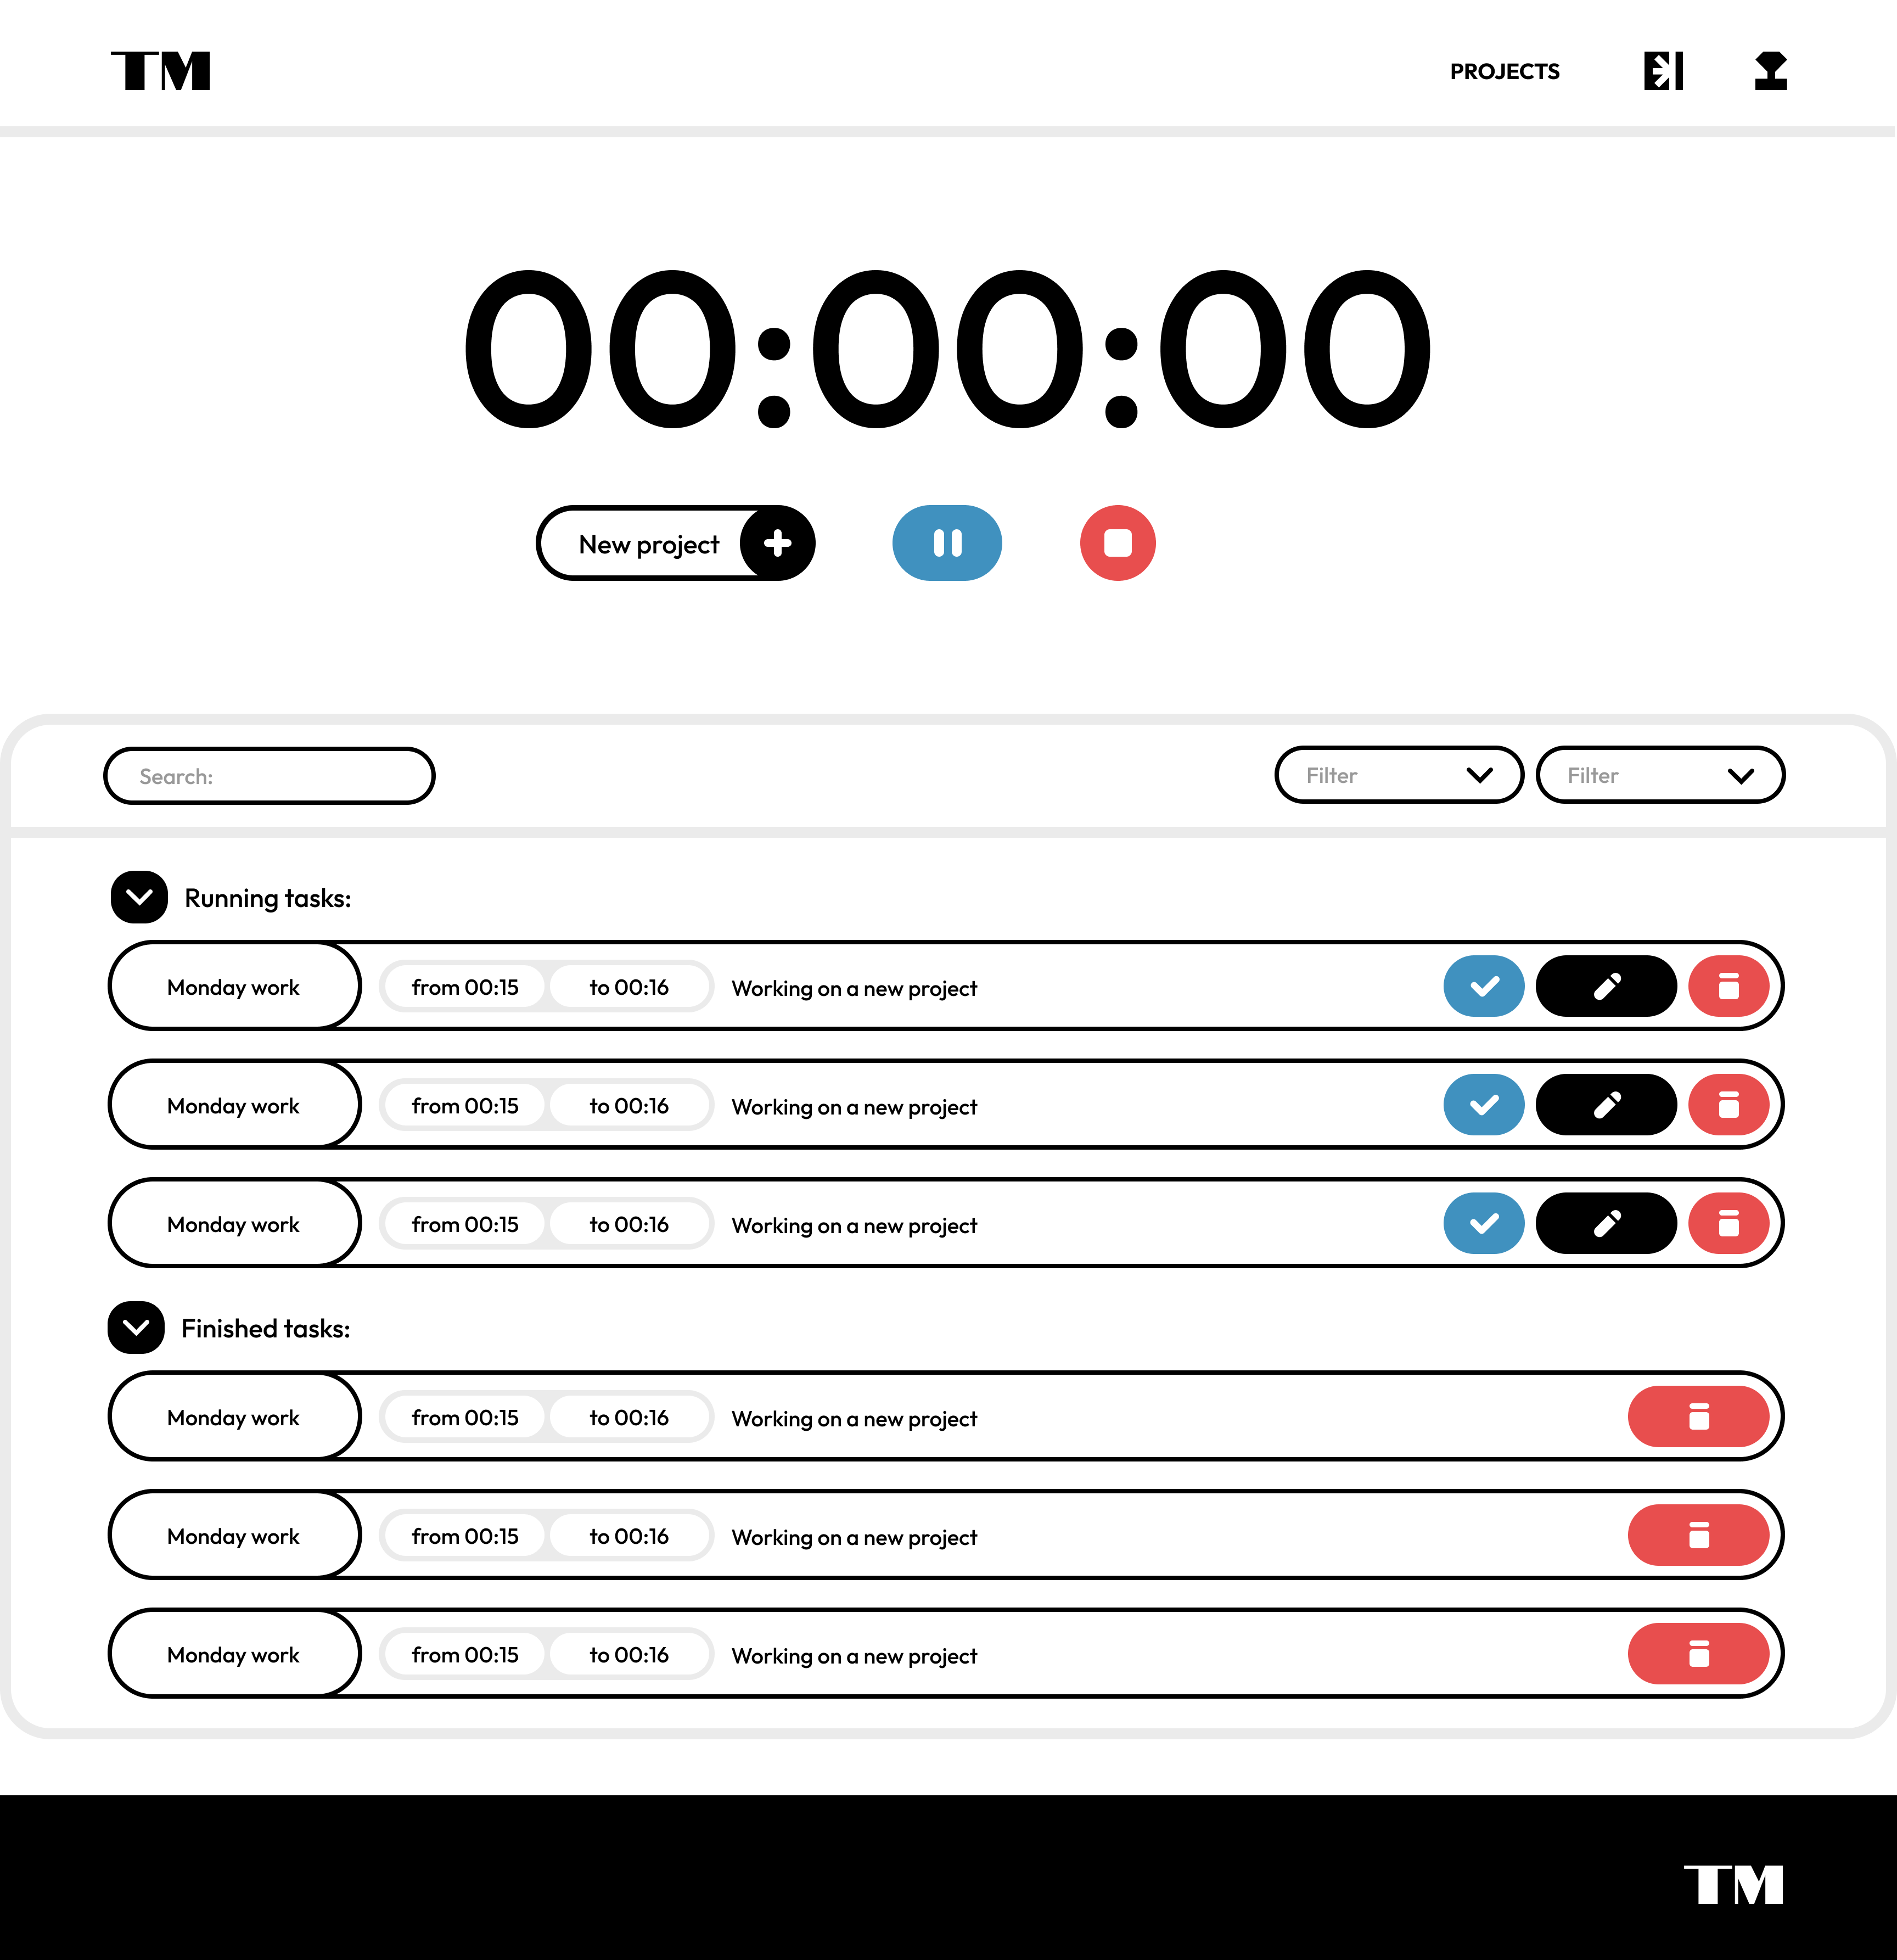 TM
PROJECTS
00:00:00
New project
Search:
Filter
Filter
Running tasks:
Monday work from 00:15 to 00:16 Working on a new project
Monday work from 00:15 to 00:16 Working on a new project
Monday work from 00:15 to 00:16 Working on a new project
Finished tasks:
Monday work from 00:15 to 00:16 Working on a new project
Monday work from 00:15 to 00:16 Working on a new project
Monday work from 00:15 to 00:16 Working on a new project
TM